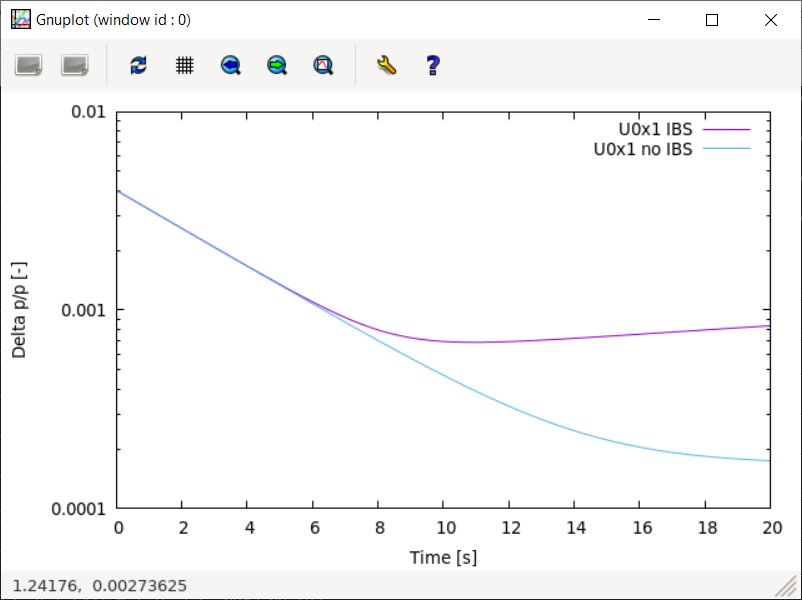 Gnuplot (window id : 0)
?
0.01
U0x1 IBS
U0x1 no IBS
Delta p/p [-]
0.001
0.0001
0 2 4 6 8 10 12 14 16 18 20
Time [s]
1.24176, 0.00273625